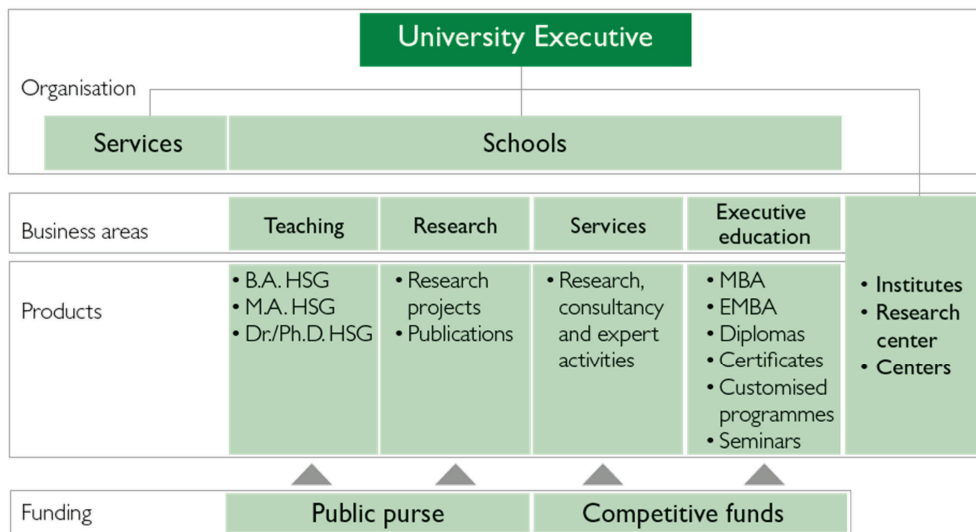 University Executive
Organisation
Services
Schools
Business areas
Teaching
Research
Services
Executive
education
Products
• B.A. HSG
• M.A. HSG
• Dr./Ph.D. HSG
• Research
projects
• Publications
• Research,
consultancy
and expert
activities
• MBA
• EMBA
• Diplomas
• Certificates
• Customised
programmes
• Seminars
• Institutes
• Research
center
• Centers
Funding
Public purse
Competitive funds